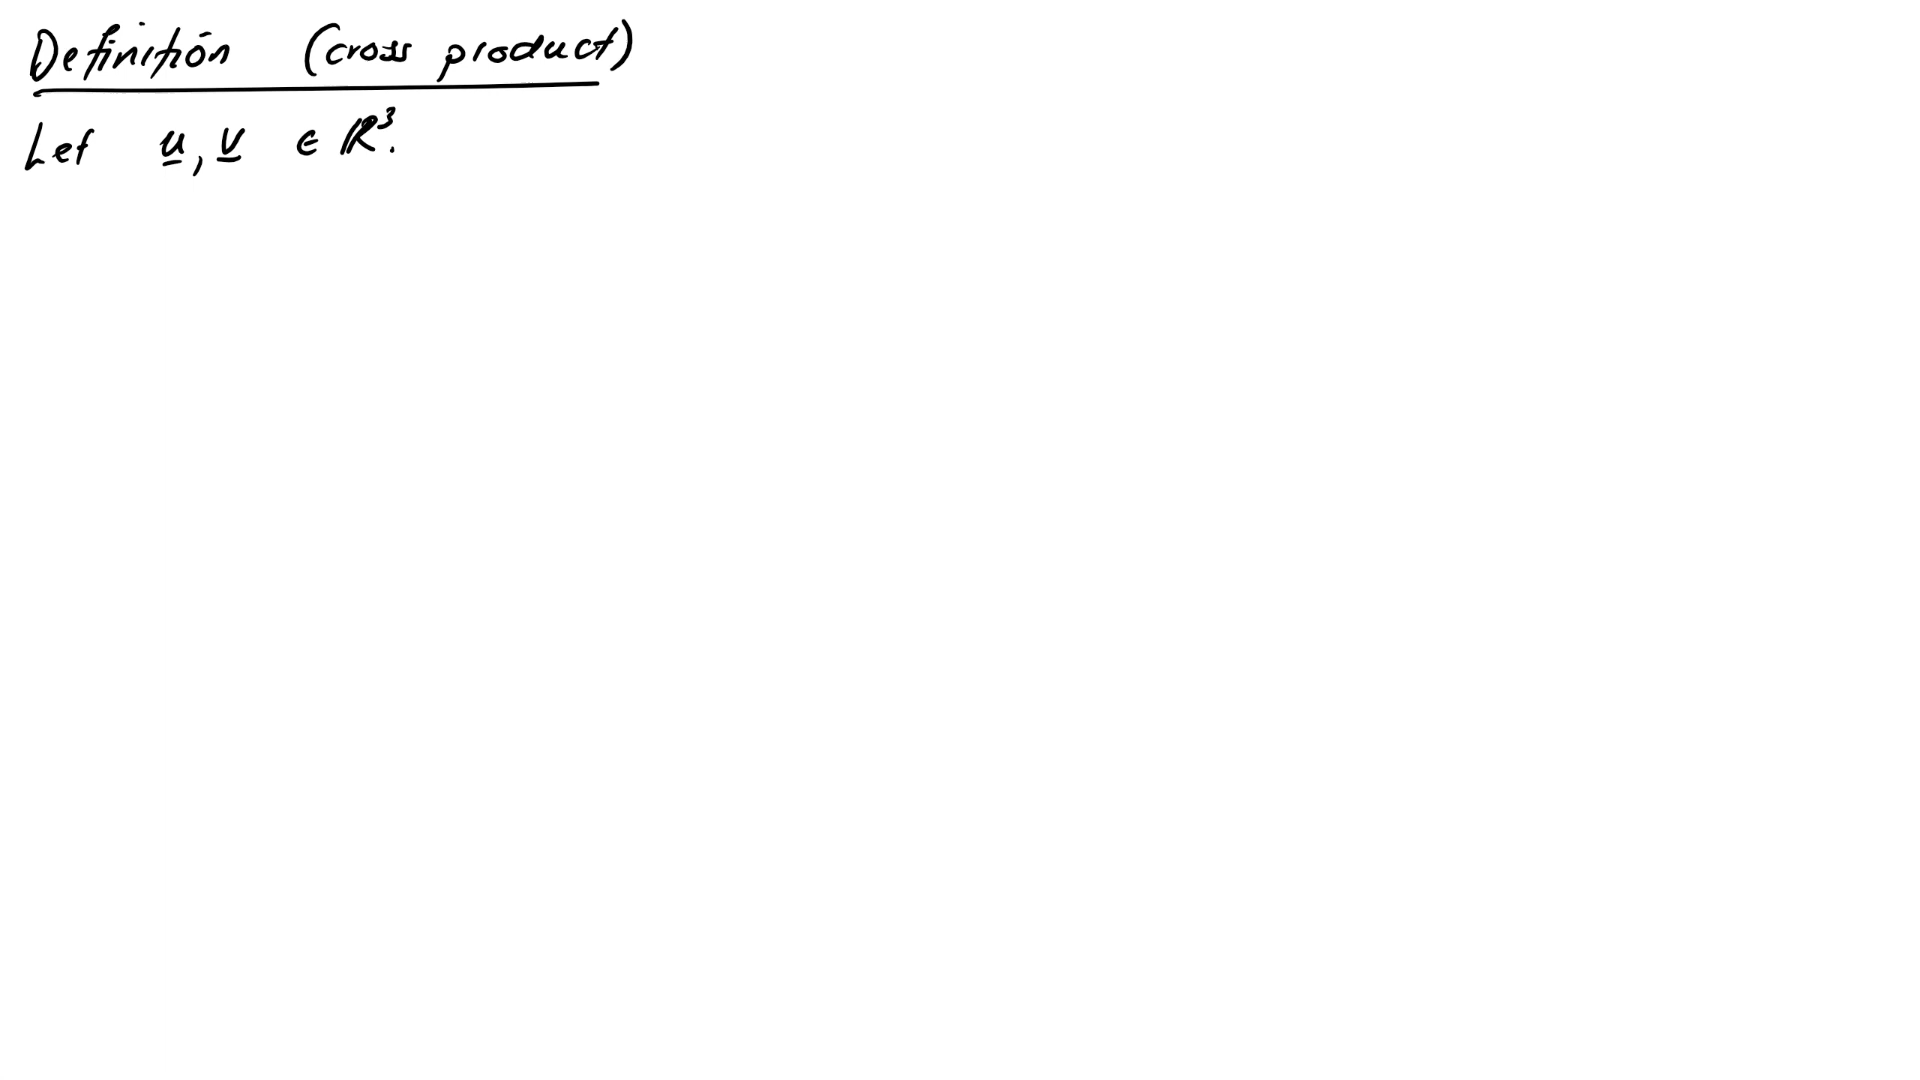 Definition (cross product)
Let u, v ∈ ℝ³.